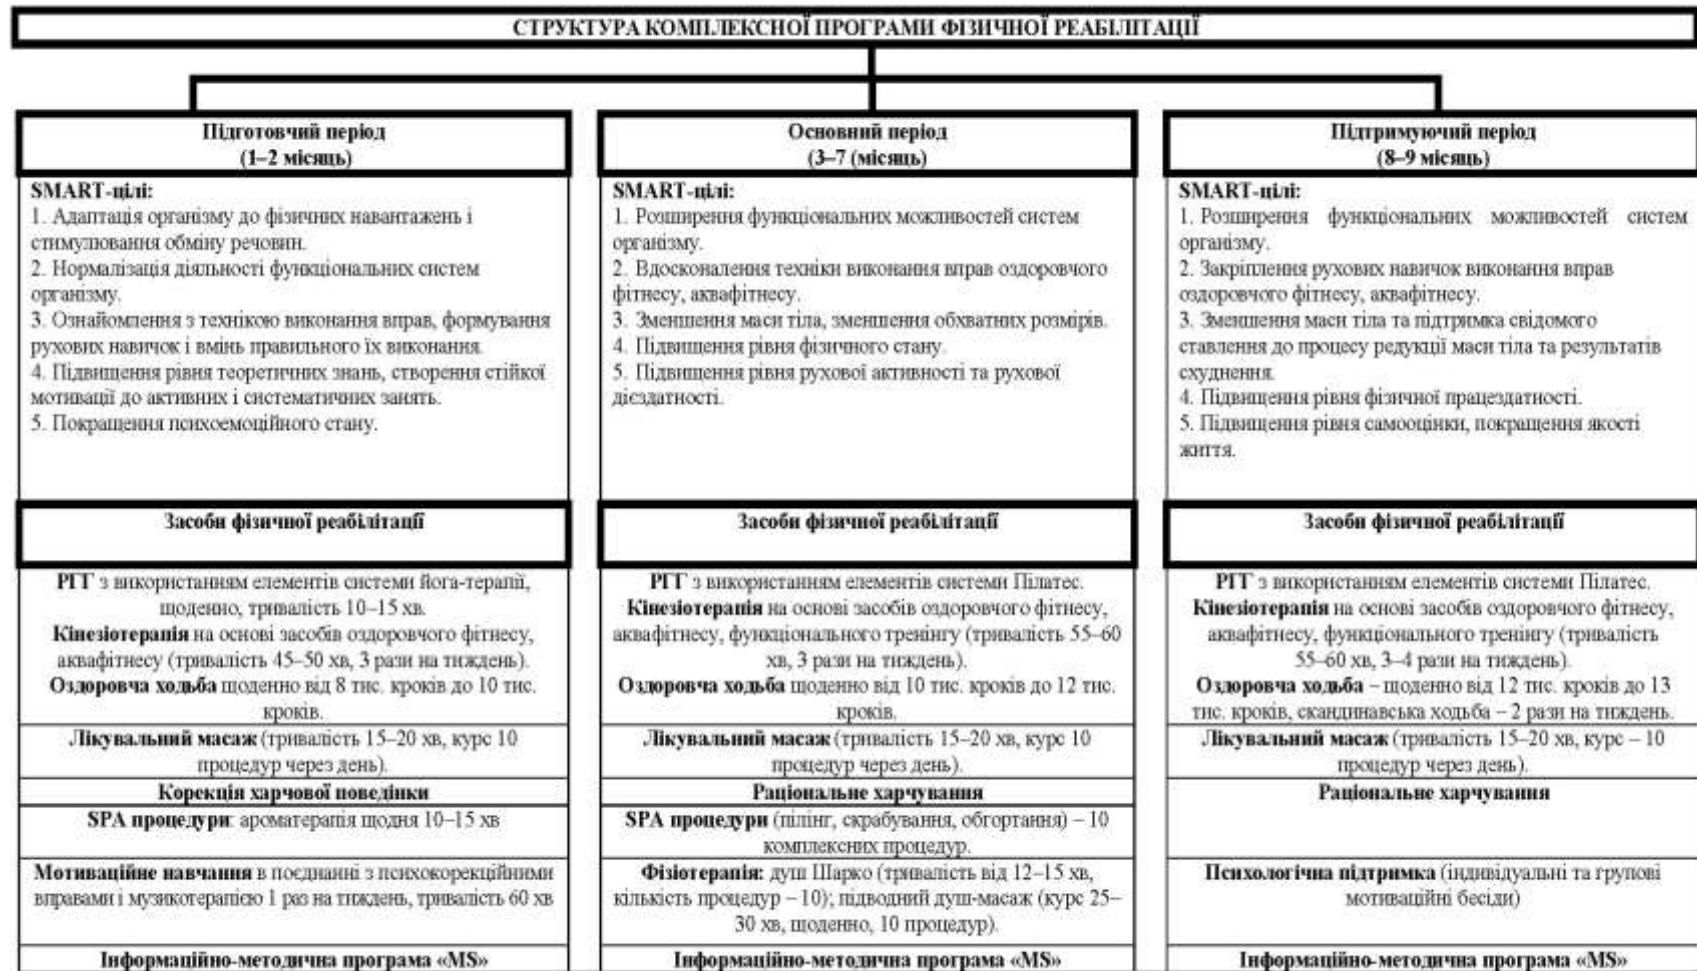 СТРУКТУРА КОМПЛЕКСНОЇ ПРОГРАМИ ФІЗИЧНОЇ РЕАБІЛІТАЦІЇ
Підготовчий період
(1–2 місяць)
SMART-цілі:
1. Адаптація організму до фізичних навантажень і
стимулювання обміну речовин.
2. Нормалізація діяльності функціональних систем
організму.
3. Ознайомлення з технікою виконання вправ, формування
рухових навичок і вмінь правильного їх виконання.
4. Підвищення рівня теоретичних знань, створення стійкої
мотивації до активних і систематичних занять.
5. Покращення психоемоційного стану.
Засоби фізичної реабілітації
РГГ з використанням елементів системи йога-терапії,
щоденно, тривалість 10–15 хв.
Кінезіотерапія на основі засобів оздоровчого фітнесу,
аквафітнесу (тривалість 45–50 хв, 3 рази на тиждень).
Оздоровча ходьба щоденно від 8 тис. кроків до 10 тис.
кроків.
Лікувальний масаж (тривалість 15–20 хв, курс 10
процедур через день).
Корекція харчової поведінки
SPA процедури: ароматерапія щодня 10–15 хв
Мотиваційне навчання в поєднанні з психокорекційними
вправами і музикотерапією 1 раз на тиждень, тривалість 60 хв
Інформаційно-методична програма «MS»
Основний період
(3–7 (місяць)
SMART-цілі:
1. Розширення функціональних можливостей систем
організму.
2. Вдосконалення техніки виконання вправ оздоровчого
фітнесу, аквафітнесу.
3. Зменшення маси тіла, зменшення обхватних розмірів.
4. Підвищення рівня фізичного стану.
5. Підвищення рівня рухової активності та рухової
дієздатності.
Засоби фізичної реабілітації
РГГ з використанням елементів системи Пілатес.
Кінезіотерапія на основі засобів оздоровчого фітнесу,
аквафітнесу, функціонального тренінгу (тривалість 55–60
хв, 3 рази на тиждень).
Оздоровча ходьба щоденно від 10 тис. кроків до 12 тис.
кроків.
Лікувальний масаж (тривалість 15–20 хв, курс 10
процедур через день).
Раціональне харчування
SPA процедури (пілінг, скрабування, обгортання) – 10
комплексних процедур.
Фізіотерапія: душ Шарко (тривалість від 12–15 хв,
кількість процедур – 10); підводний душ-масаж (курс 25–
30 хв, щоденно, 10 процедур).
Інформаційно-методична програма «MS»
Підтримуючий період
(8–9 місяць)
SMART-цілі:
1. Розширення функціональних можливостей систем
організму.
2. Закріплення рухових навичок виконання вправ
оздоровчого фітнесу, аквафітнесу.
3. Зменшення маси тіла та підтримка свідомого
ставлення до процесу редукції маси тіла та результатів
схуднення.
4. Підвищення рівня фізичної працездатності.
5. Підвищення рівня самооцінки, покращення якості
життя.
Засоби фізичної реабілітації
РГГ з використанням елементів системи Пілатес.
Кінезіотерапія на основі засобів оздоровчого фітнесу,
аквафітнесу, функціонального тренінгу (тривалість
55–60 хв, 3–4 рази на тиждень).
Оздоровча ходьба – щоденно від 12 тис. кроків до 13
тис. кроків, скандинавська ходьба – 2 рази на тиждень.
Лікувальний масаж (тривалість 15–20 хв, курс – 10
процедур через день).
Раціональне харчування
Психологічна підтримка (індивідуальні та групові
мотиваційні бесіди)
Інформаційно-методична програма «MS»